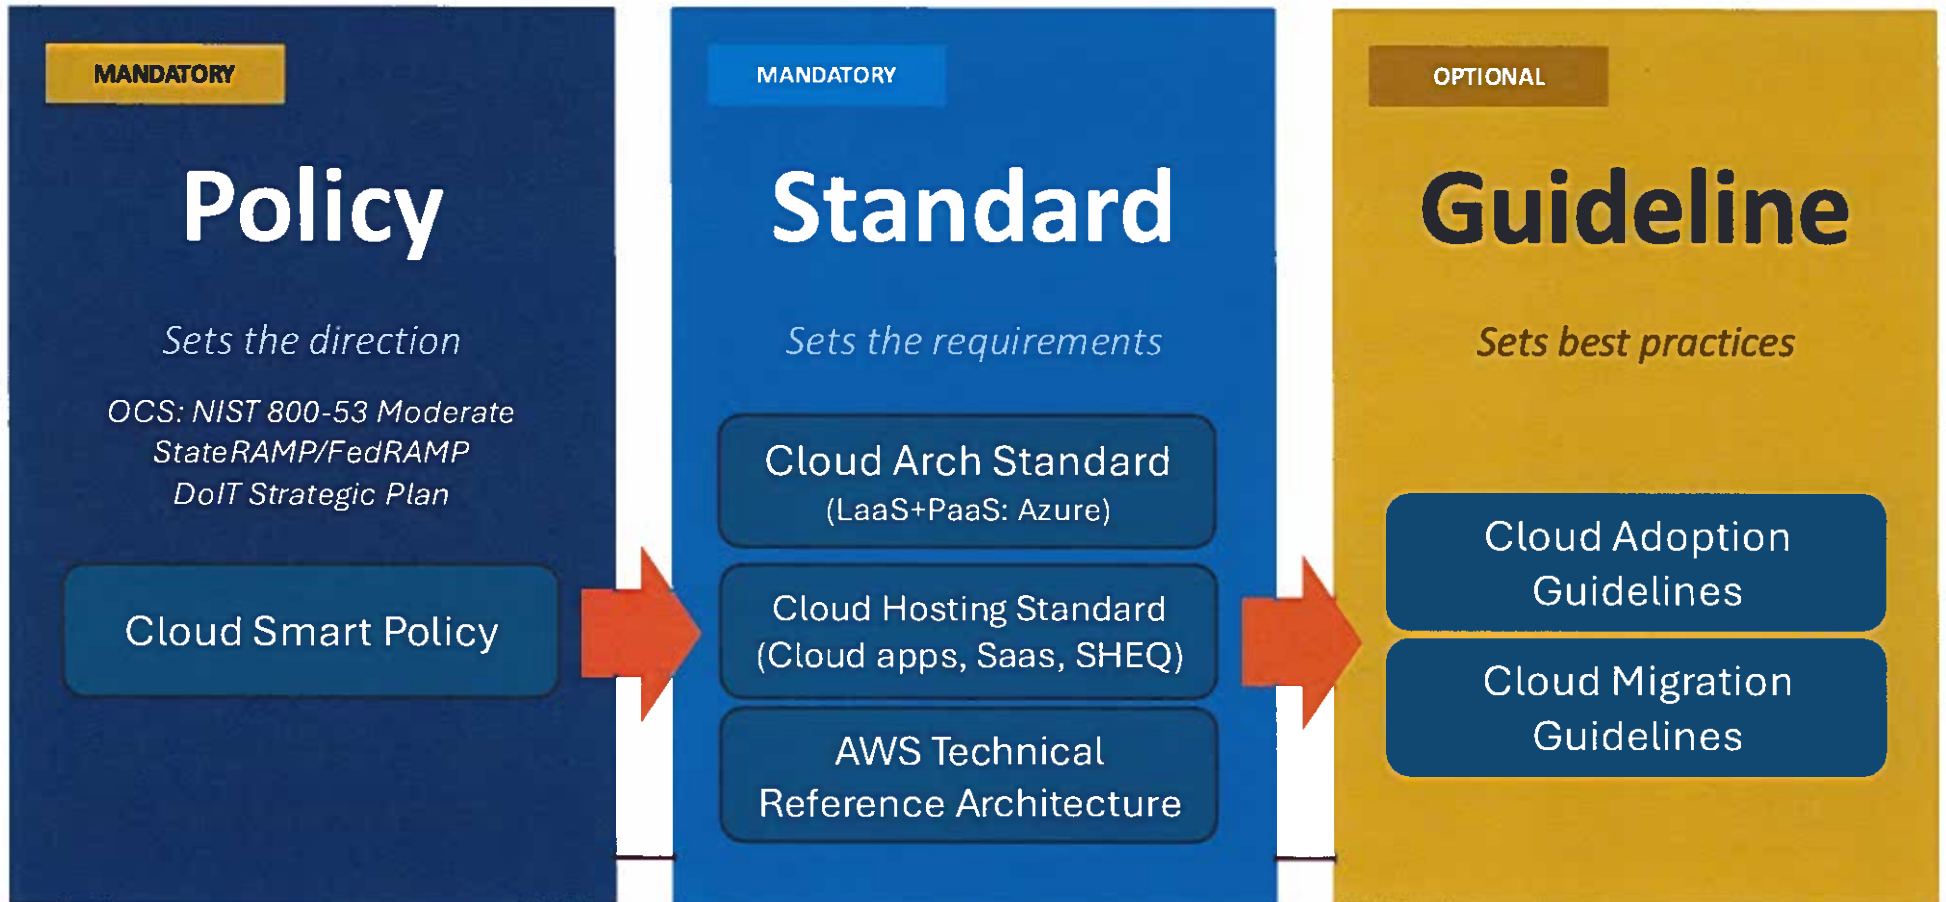 MANDATORY
Policy
Sets the direction
OCS: NIST 800-53 Moderate
StateRAMP/FedRAMP
DoIT Strategic Plan
Cloud Smart Policy
MANDATORY
Standard
Sets the requirements
Cloud Arch Standard
(LaaS+PaaS: Azure)
Cloud Hosting Standard
(Cloud apps, Saas, SHEQ)
AWS Technical
Reference Architecture
OPTIONAL
Guideline
Sets best practices
Cloud Adoption
Guidelines
Cloud Migration
Guidelines